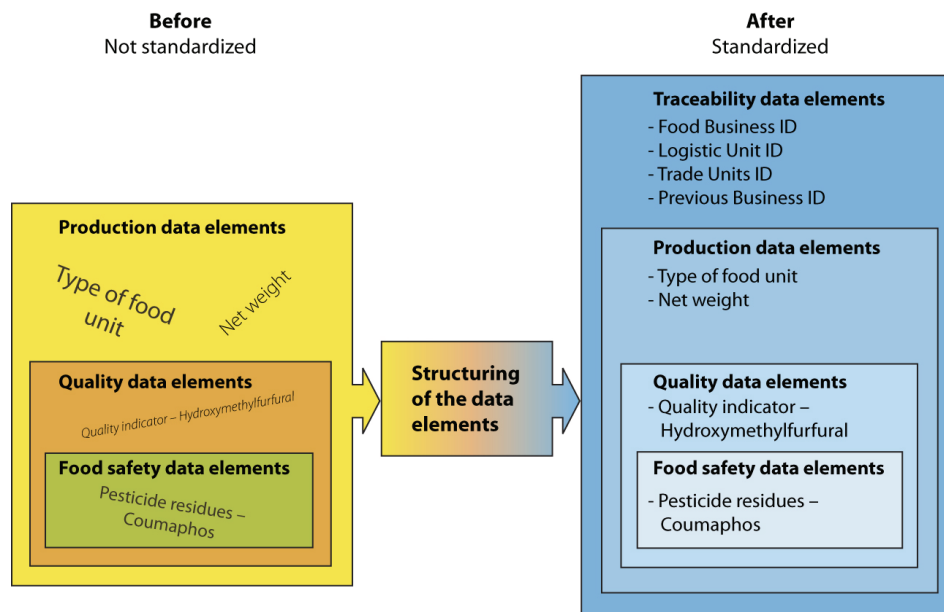 Before
Not standardized
Production data elements
Type of food
unit
Net weight
Quality data elements
Quality indicator – Hydroxymethylfurfural
Food safety data elements
Pesticide residues –
Coumaphos
Structuring
of the data
elements
After
Standardized
Traceability data elements
- Food Business ID
- Logistic Unit ID
- Trade Units ID
- Previous Business ID
Production data elements
- Type of food unit
- Net weight
Quality data elements
- Quality indicator –
Hydroxymethylfurfural
Food safety data elements
- Pesticide residues –
Coumaphos